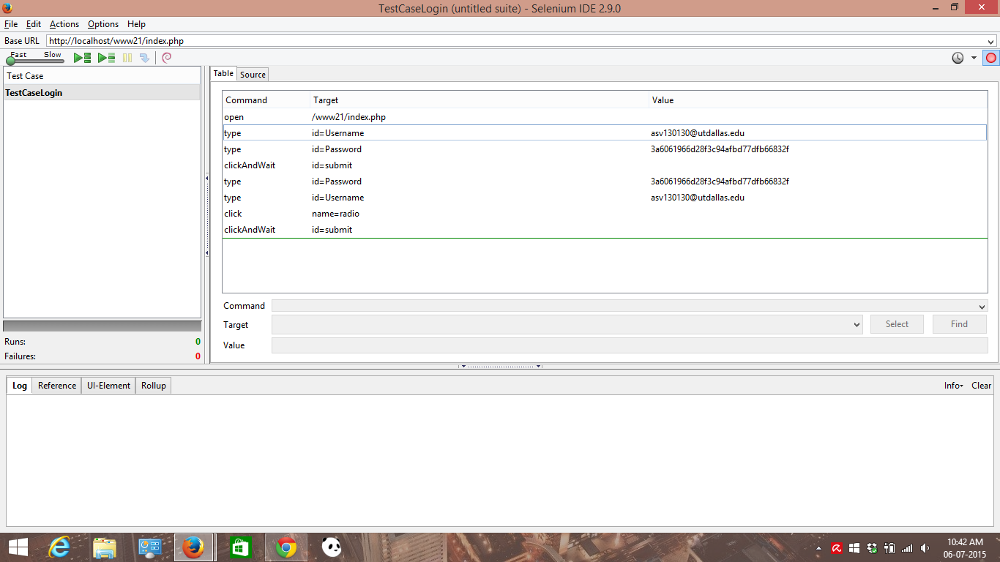 TestCaseLogin (untitled suite) - Selenium IDE 2.9.0
File Edit Actions Options Help
Base URL http://localhost/www21/index.php
Fast Slow
Test Case
TestCaseLogin
Runs: 0
Failures: 0
Table Source
Command Target Value
open /www21/index.php
type id=Username asv130130@utdallas.edu
type id=Password 3a6061966d28f3c94afbd77dfb66832f
clickAndWait id=submit
type id=Password 3a6061966d28f3c94afbd77dfb66832f
type id=Username asv130130@utdallas.edu
click name=radio
clickAndWait id=submit
Command
Target Select Find
Value
Log Reference UI-Element Rollup Info Clear
10:42 AM
06-07-2015